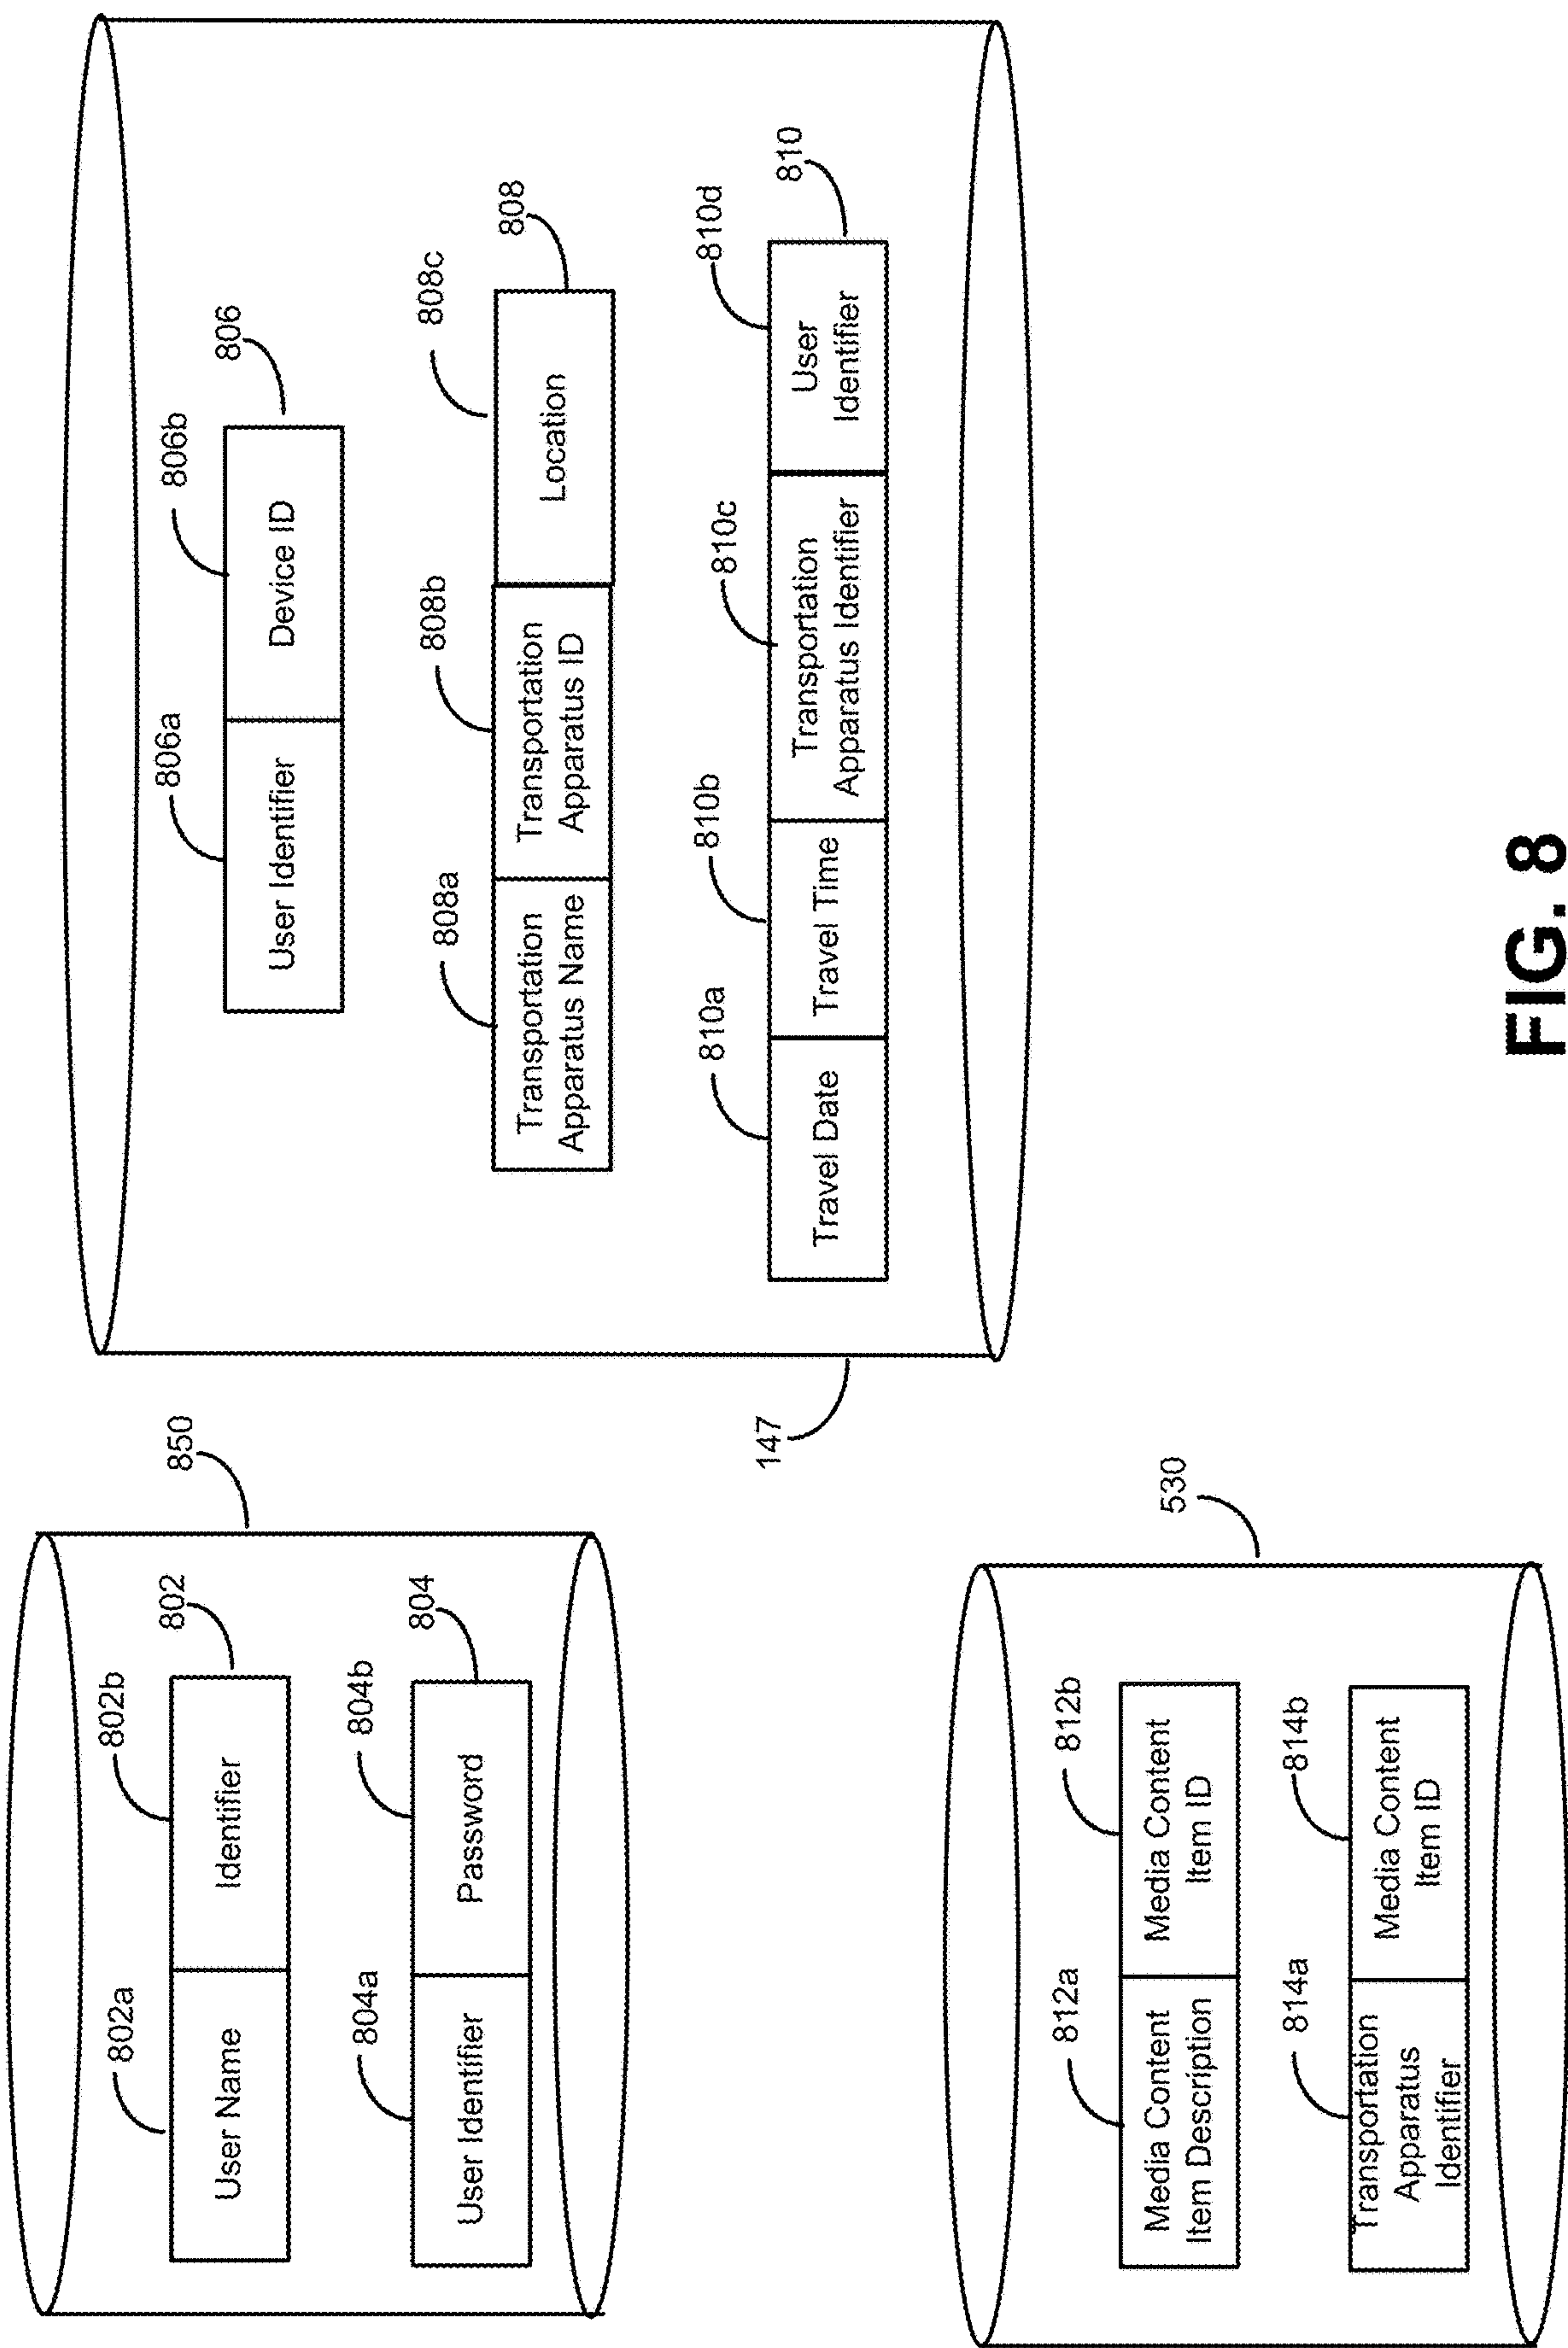 850
802a
802b
802
User Name
Identifier
804a
804b
804
User Identifier
Password
806a
806b
806
User Identifier
Device ID
808a
808b
808c
808
Transportation
Apparatus Name
Transportation
Apparatus ID
Location
810a
810b
810c
810d
810
Travel Date
Travel Time
Transportation
Apparatus Identifier
User
Identifier
147
530
812a
812b
Media Content
Item Description
Media Content
Item ID
814a
814b
Transportation
Apparatus
Identifier
Media Content
Item ID
FIG. 8